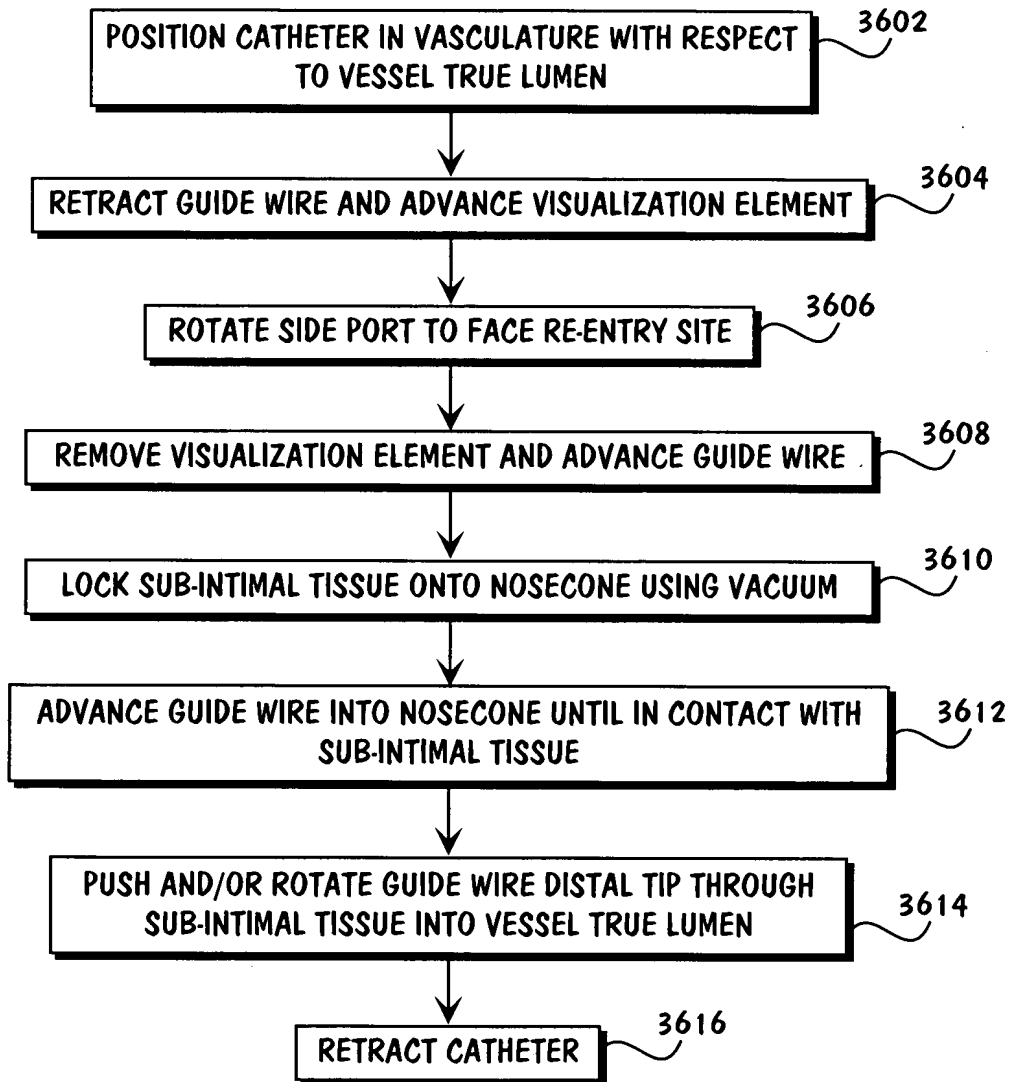 POSITION CATHETER IN VASCULATURE WITH RESPECT
TO VESSEL TRUE LUMEN
3602
RETRACT GUIDE WIRE AND ADVANCE VISUALIZATION ELEMENT
3604
ROTATE SIDE PORT TO FACE RE-ENTRY SITE
3606
REMOVE VISUALIZATION ELEMENT AND ADVANCE GUIDE WIRE
3608
LOCK SUB-INTIMAL TISSUE ONTO NOSECONE USING VACUUM
3610
ADVANCE GUIDE WIRE INTO NOSECONE UNTIL IN CONTACT WITH
SUB-INTIMAL TISSUE
3612
PUSH AND/OR ROTATE GUIDE WIRE DISTAL TIP THROUGH
SUB-INTIMAL TISSUE INTO VESSEL TRUE LUMEN
3614
RETRACT CATHETER
3616